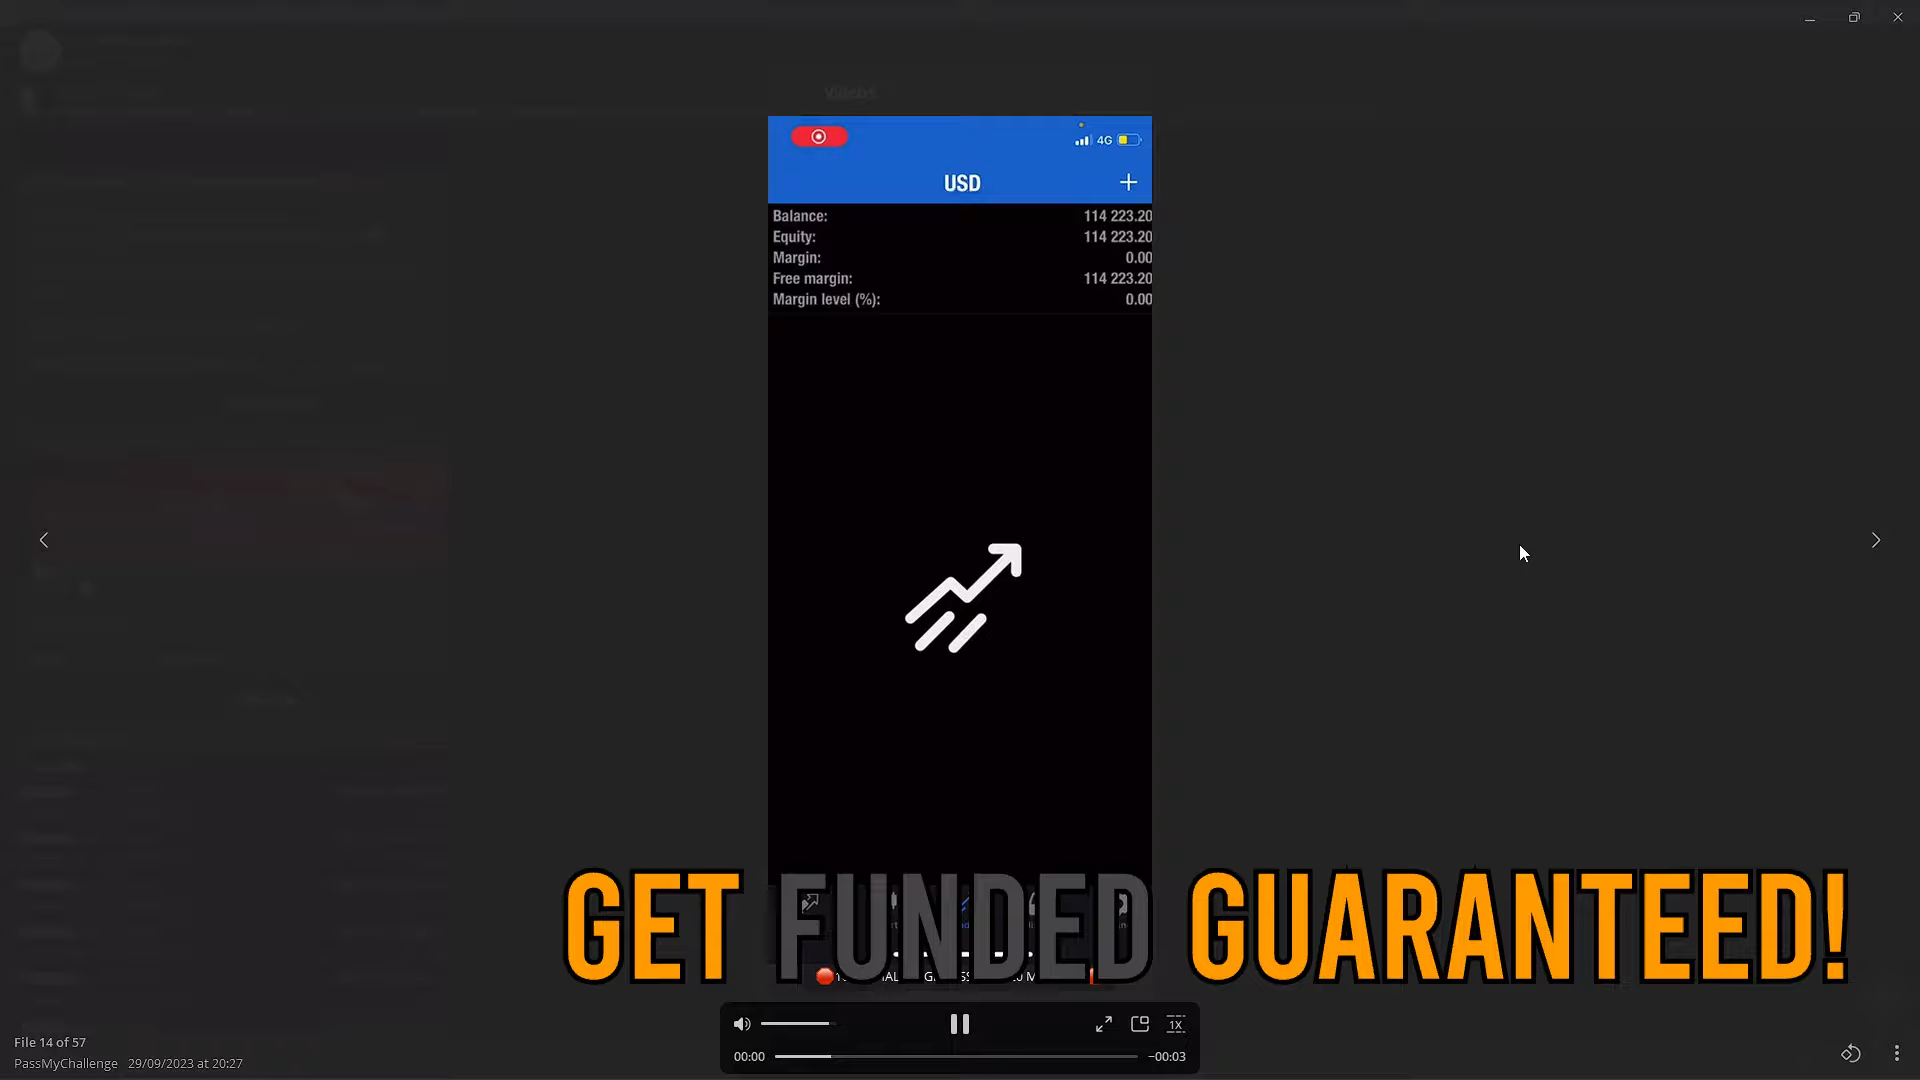 Videos
4G
USD
Balance: 114 223.20
Equity: 114 223.20
Margin: 0.00
Free margin: 114 223.20
Margin level (%): 0.00
GET FUNDED GUARANTEED!
00:00 −00:03
1X
File 14 of 57
PassMyChallenge 29/09/2023 at 20:27